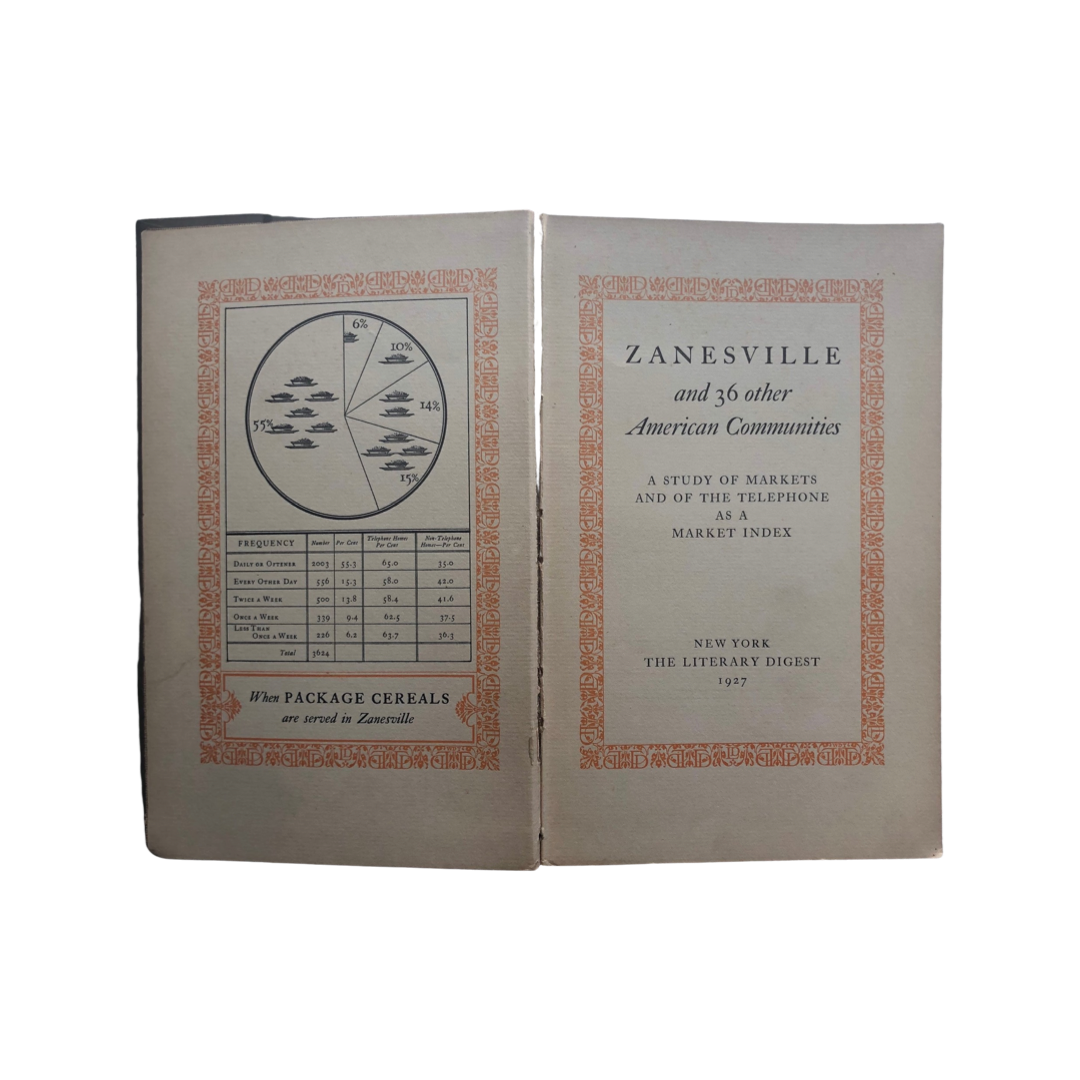 6%
10%
14%
15%
55%
FREQUENCY Number Per Cent Telephone Homes Per Cent Non-Telephone Homes—Per Cent
DAILY OR OFTENER 2003 55.3 65.0 35.0
EVERY OTHER DAY 556 15.3 58.0 42.0
TWICE A WEEK 500 13.8 58.4 41.6
ONCE A WEEK 339 9.4 62.5 37.5
LESS THAN
ONCE A WEEK 226 6.2 63.7 36.3
Total 3624
When PACKAGE CEREALS
are served in Zanesville
ZANESVILLE
and 36 other
American Communities
A STUDY OF MARKETS
AND OF THE TELEPHONE
AS A
MARKET INDEX
NEW YORK
THE LITERARY DIGEST
1927